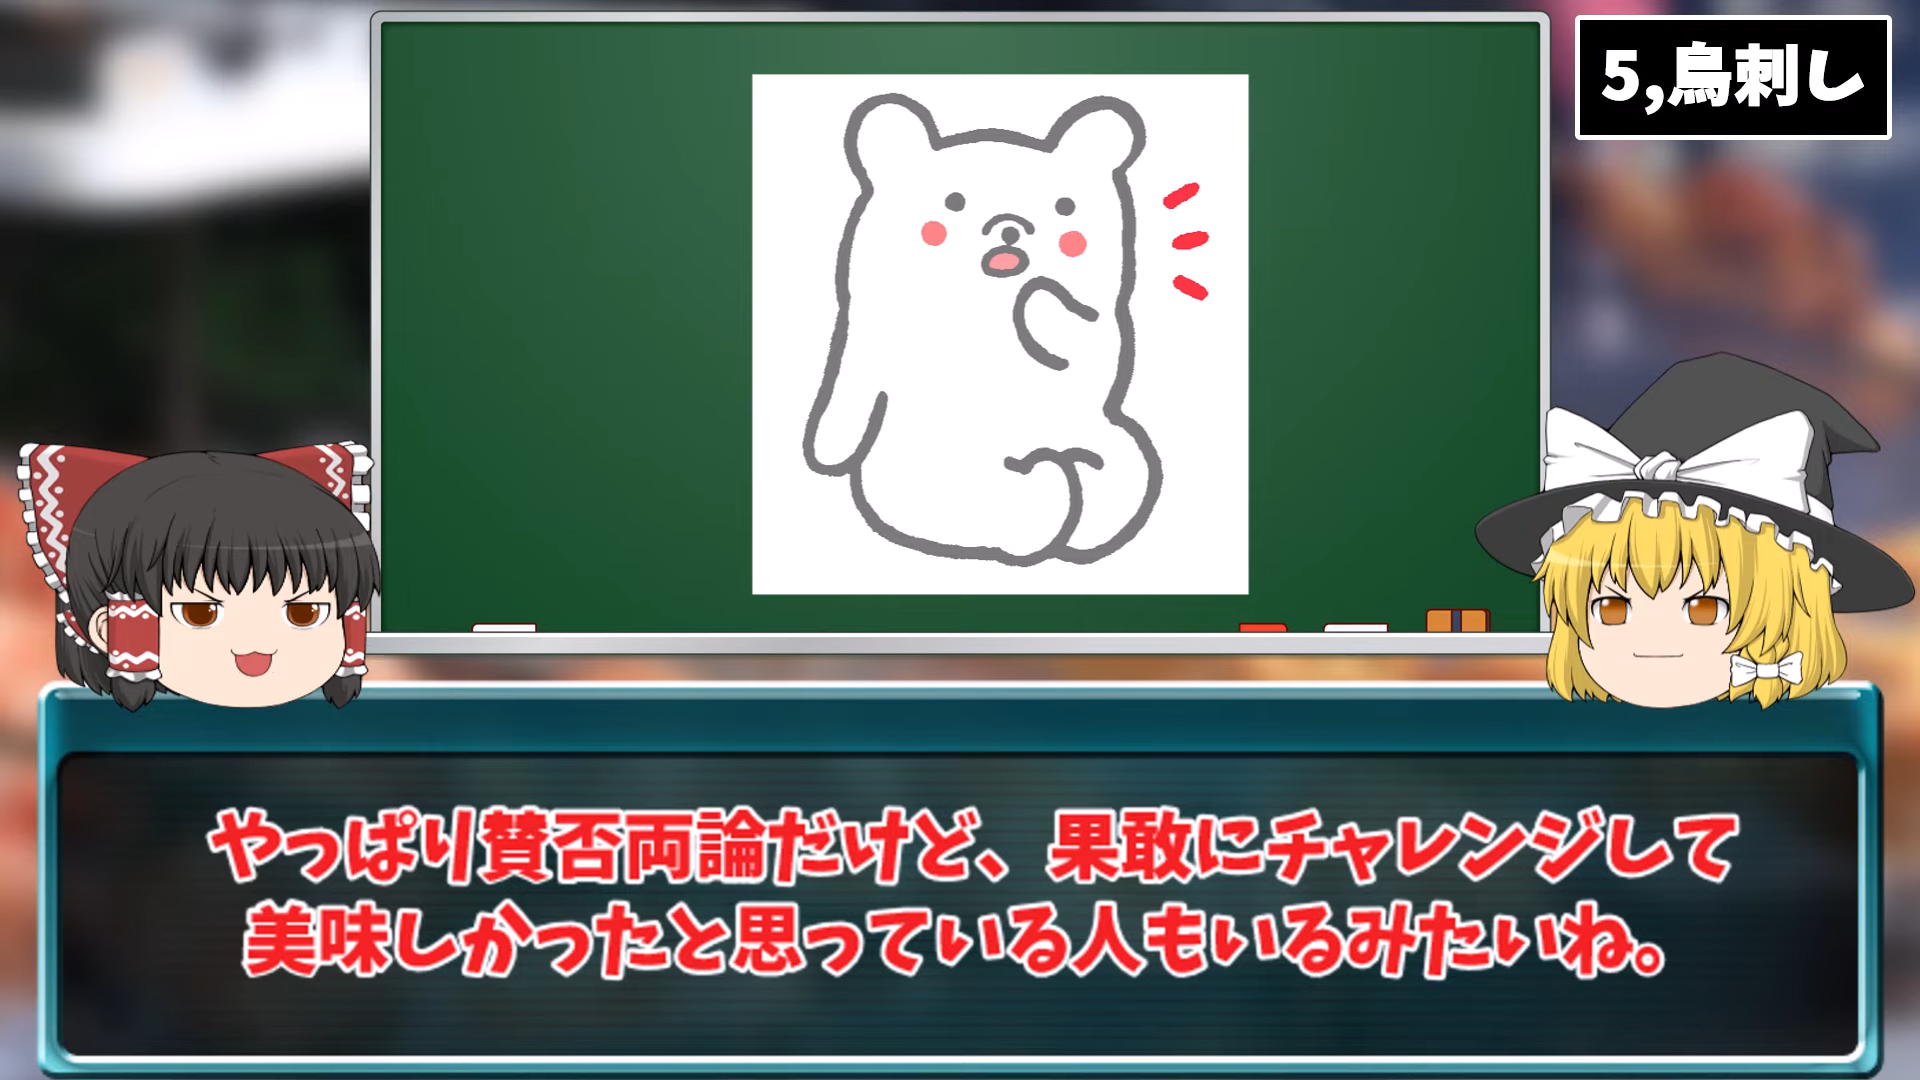 5,烏刺し
やっぱり賛否両論だけど、果敢にチャレンジして
美味しかったと思っている人もいるみたいね。